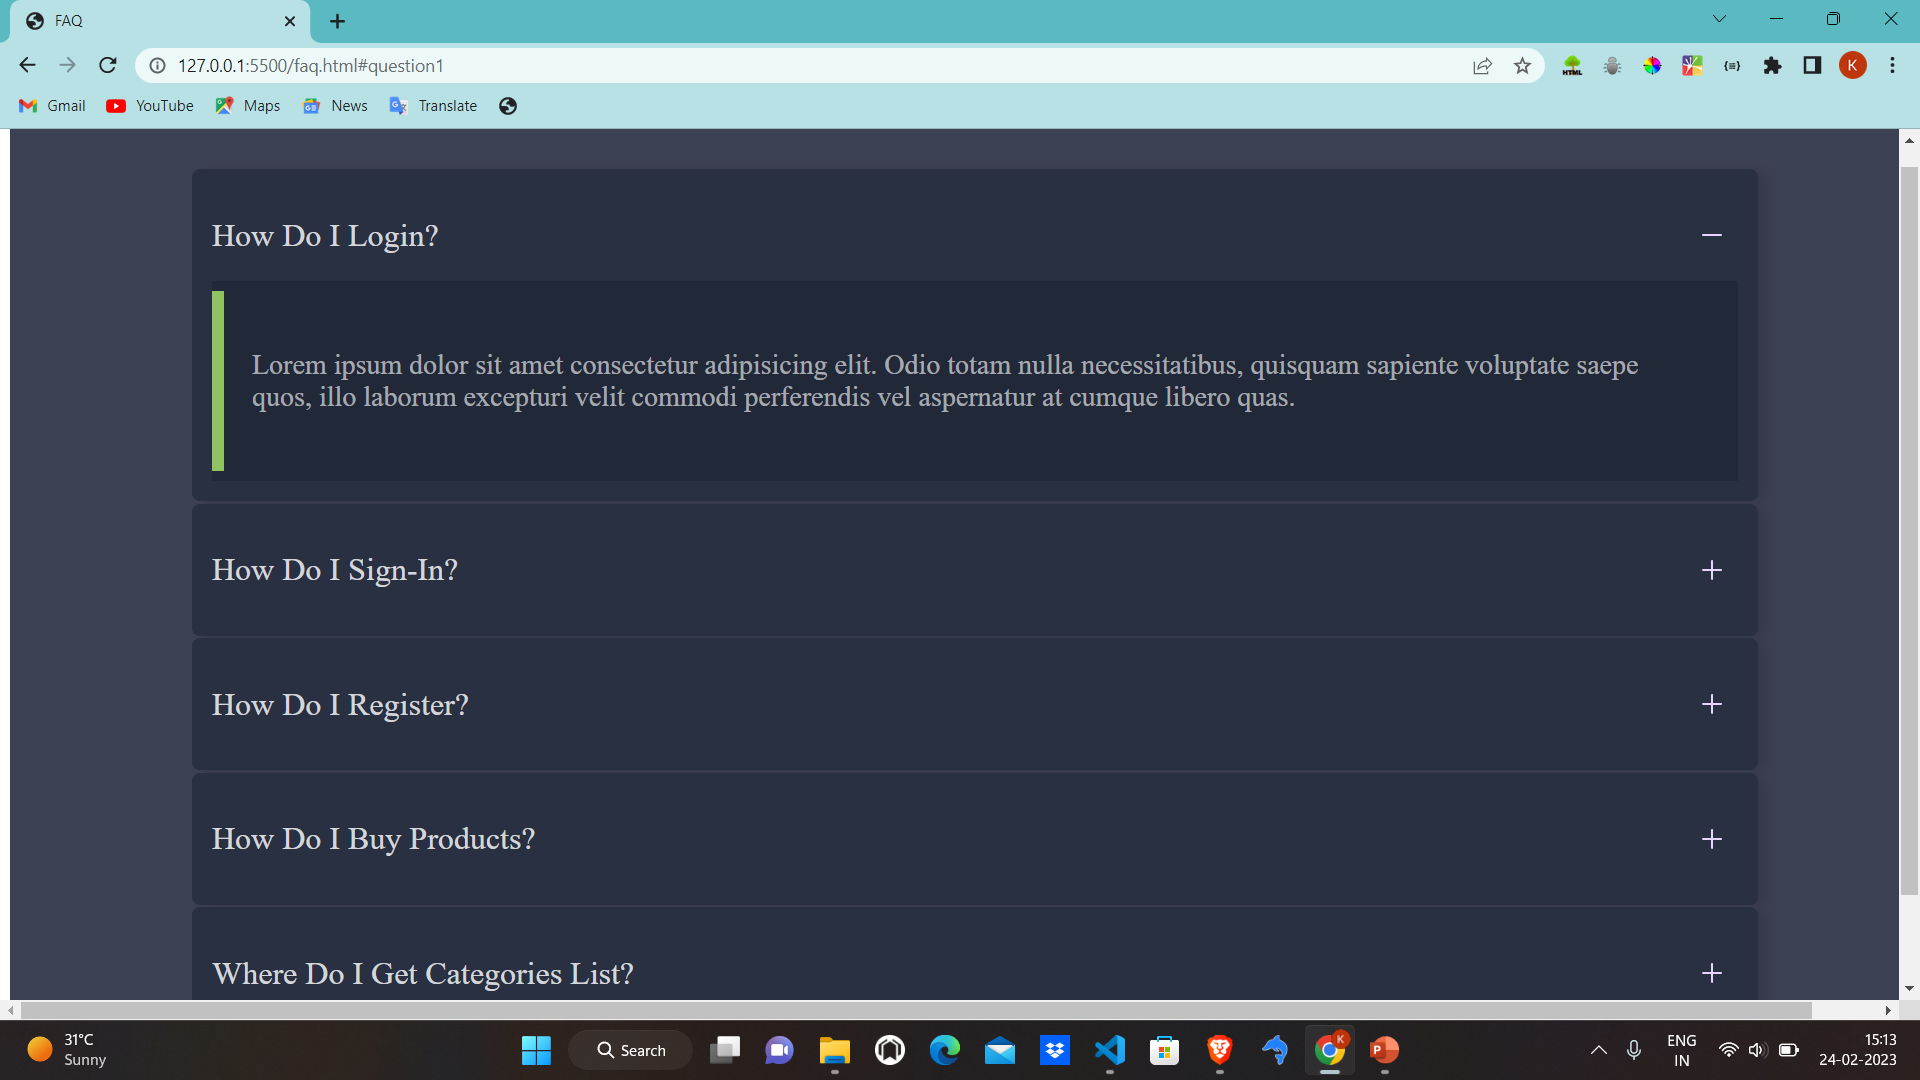 FAQ
127.0.0.1:5500/faq.html#question1
HTML
K
Gmail
YouTube
Maps
News
Translate
How Do I Login?
Lorem ipsum dolor sit amet consectetur adipisicing elit. Odio totam nulla necessitatibus, quisquam sapiente voluptate saepe
quos, illo laborum excepturi velit commodi perferendis vel aspernatur at cumque libero quas.
How Do I Sign-In?
How Do I Register?
How Do I Buy Products?
Where Do I Get Categories List?
31°C
Sunny
Search
K
P
ENG
IN
15:13
24-02-2023